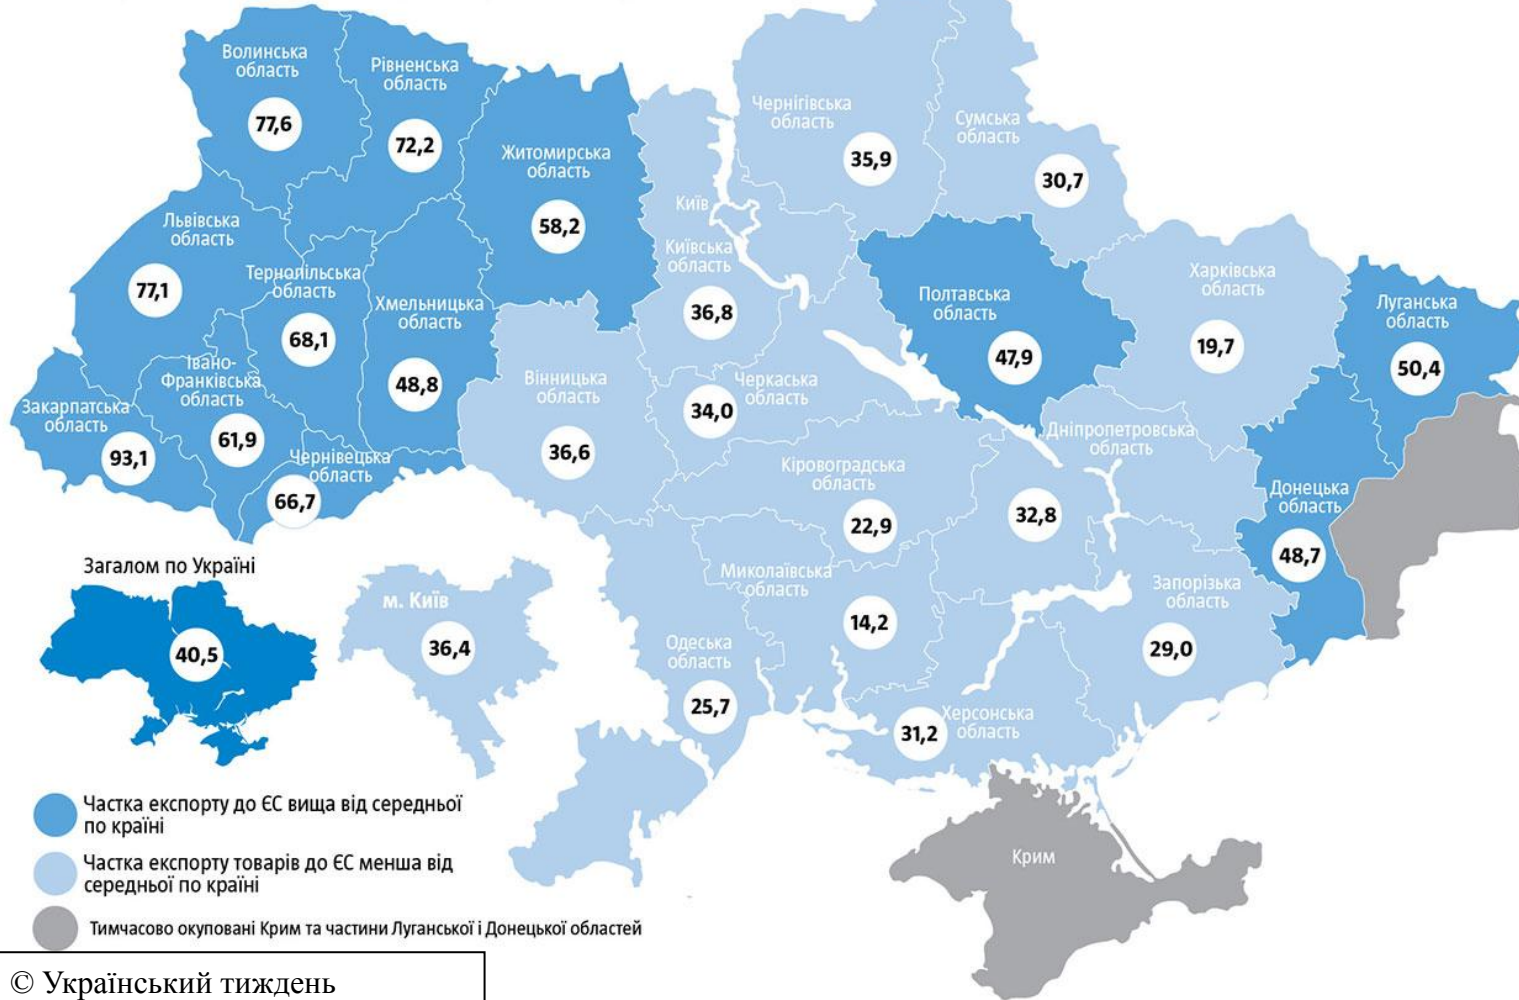 Волинська
область
77,6
Рівненська
область
72,2
Житомирська
область
58,2
Чернігівська
область
35,9
Сумська
область
30,7
Київ
Київська
область
36,8
Львівська
область
77,1
Тернопільська
область
68,1
Хмельницька
область
48,8
Івано-
Франківська
область
61,9
Закарпатська
область
93,1
Чернівецька
область
66,7
Вінницька
область
36,6
Черкаська
область
34,0
Полтавська
область
47,9
Харківська
область
19,7
Луганська
область
50,4
Дніпропетровська
область
32,8
Кіровоградська
область
22,9
Донецька
область
48,7
Миколаївська
область
14,2
Запорізька
область
29,0
Одеська
область
25,7
Херсонська
область
31,2
Крим
Загалом по Україні
40,5
м. Київ
36,4
Частка експорту до ЄС вища від середньої
по країні
Частка експорту товарів до ЄС менша від
середньої по країні
Тимчасово окуповані Крим та частини Луганської і Донецької областей
© Український тиждень